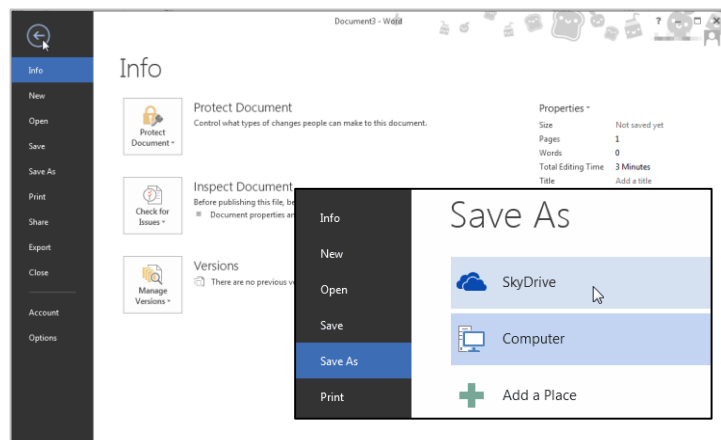 Document3 - Word
?
Info
New
Open
Save
Save As
Print
Share
Export
Close
Account
Options
Info
Protect
Document
Protect Document
Control what types of changes people can make to this document.
Check for
Issues
Inspect Document
Before publishing this file, be
Document properties an
Manage
Versions
Versions
There are no previous ve
Properties
Size Not saved yet
Pages 1
Words 0
Total Editing Time 3 Minutes
Title Add a title
Info
New
Open
Save
Save As
Print
Save As
SkyDrive
Computer
Add a Place